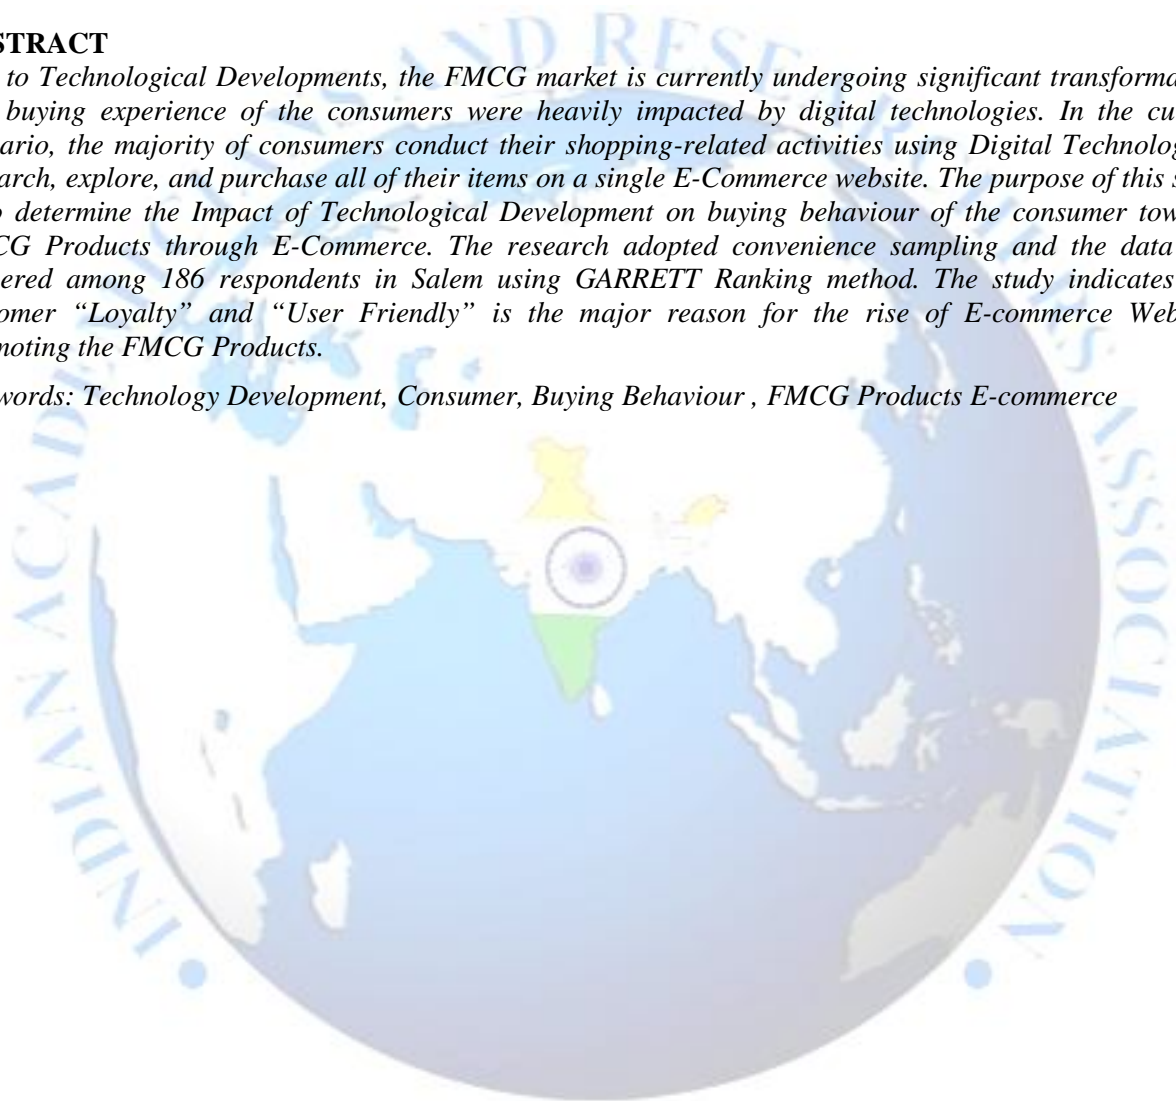 STRACT
to Technological Developments, the FMCG market is currently undergoing significant transforma
buying experience of the consumers were heavily impacted by digital technologies. In the cu
ario, the majority of consumers conduct their shopping-related activities using Digital Technolog
arch, explore, and purchase all of their items on a single E-Commerce website. The purpose of this s
o determine the Impact of Technological Development on buying behaviour of the consumer tow
CG Products through E-Commerce. The research adopted convenience sampling and the data
ered among 186 respondents in Salem using GARRETT Ranking method. The study indicates
omer “Loyalty” and “User Friendly” is the major reason for the rise of E-commerce Web
moting the FMCG Products.
words: Technology Development, Consumer, Buying Behaviour , FMCG Products E-commerce
INDIAN ACADEMICIANS AND RESEARCHERS ASSOCIATION